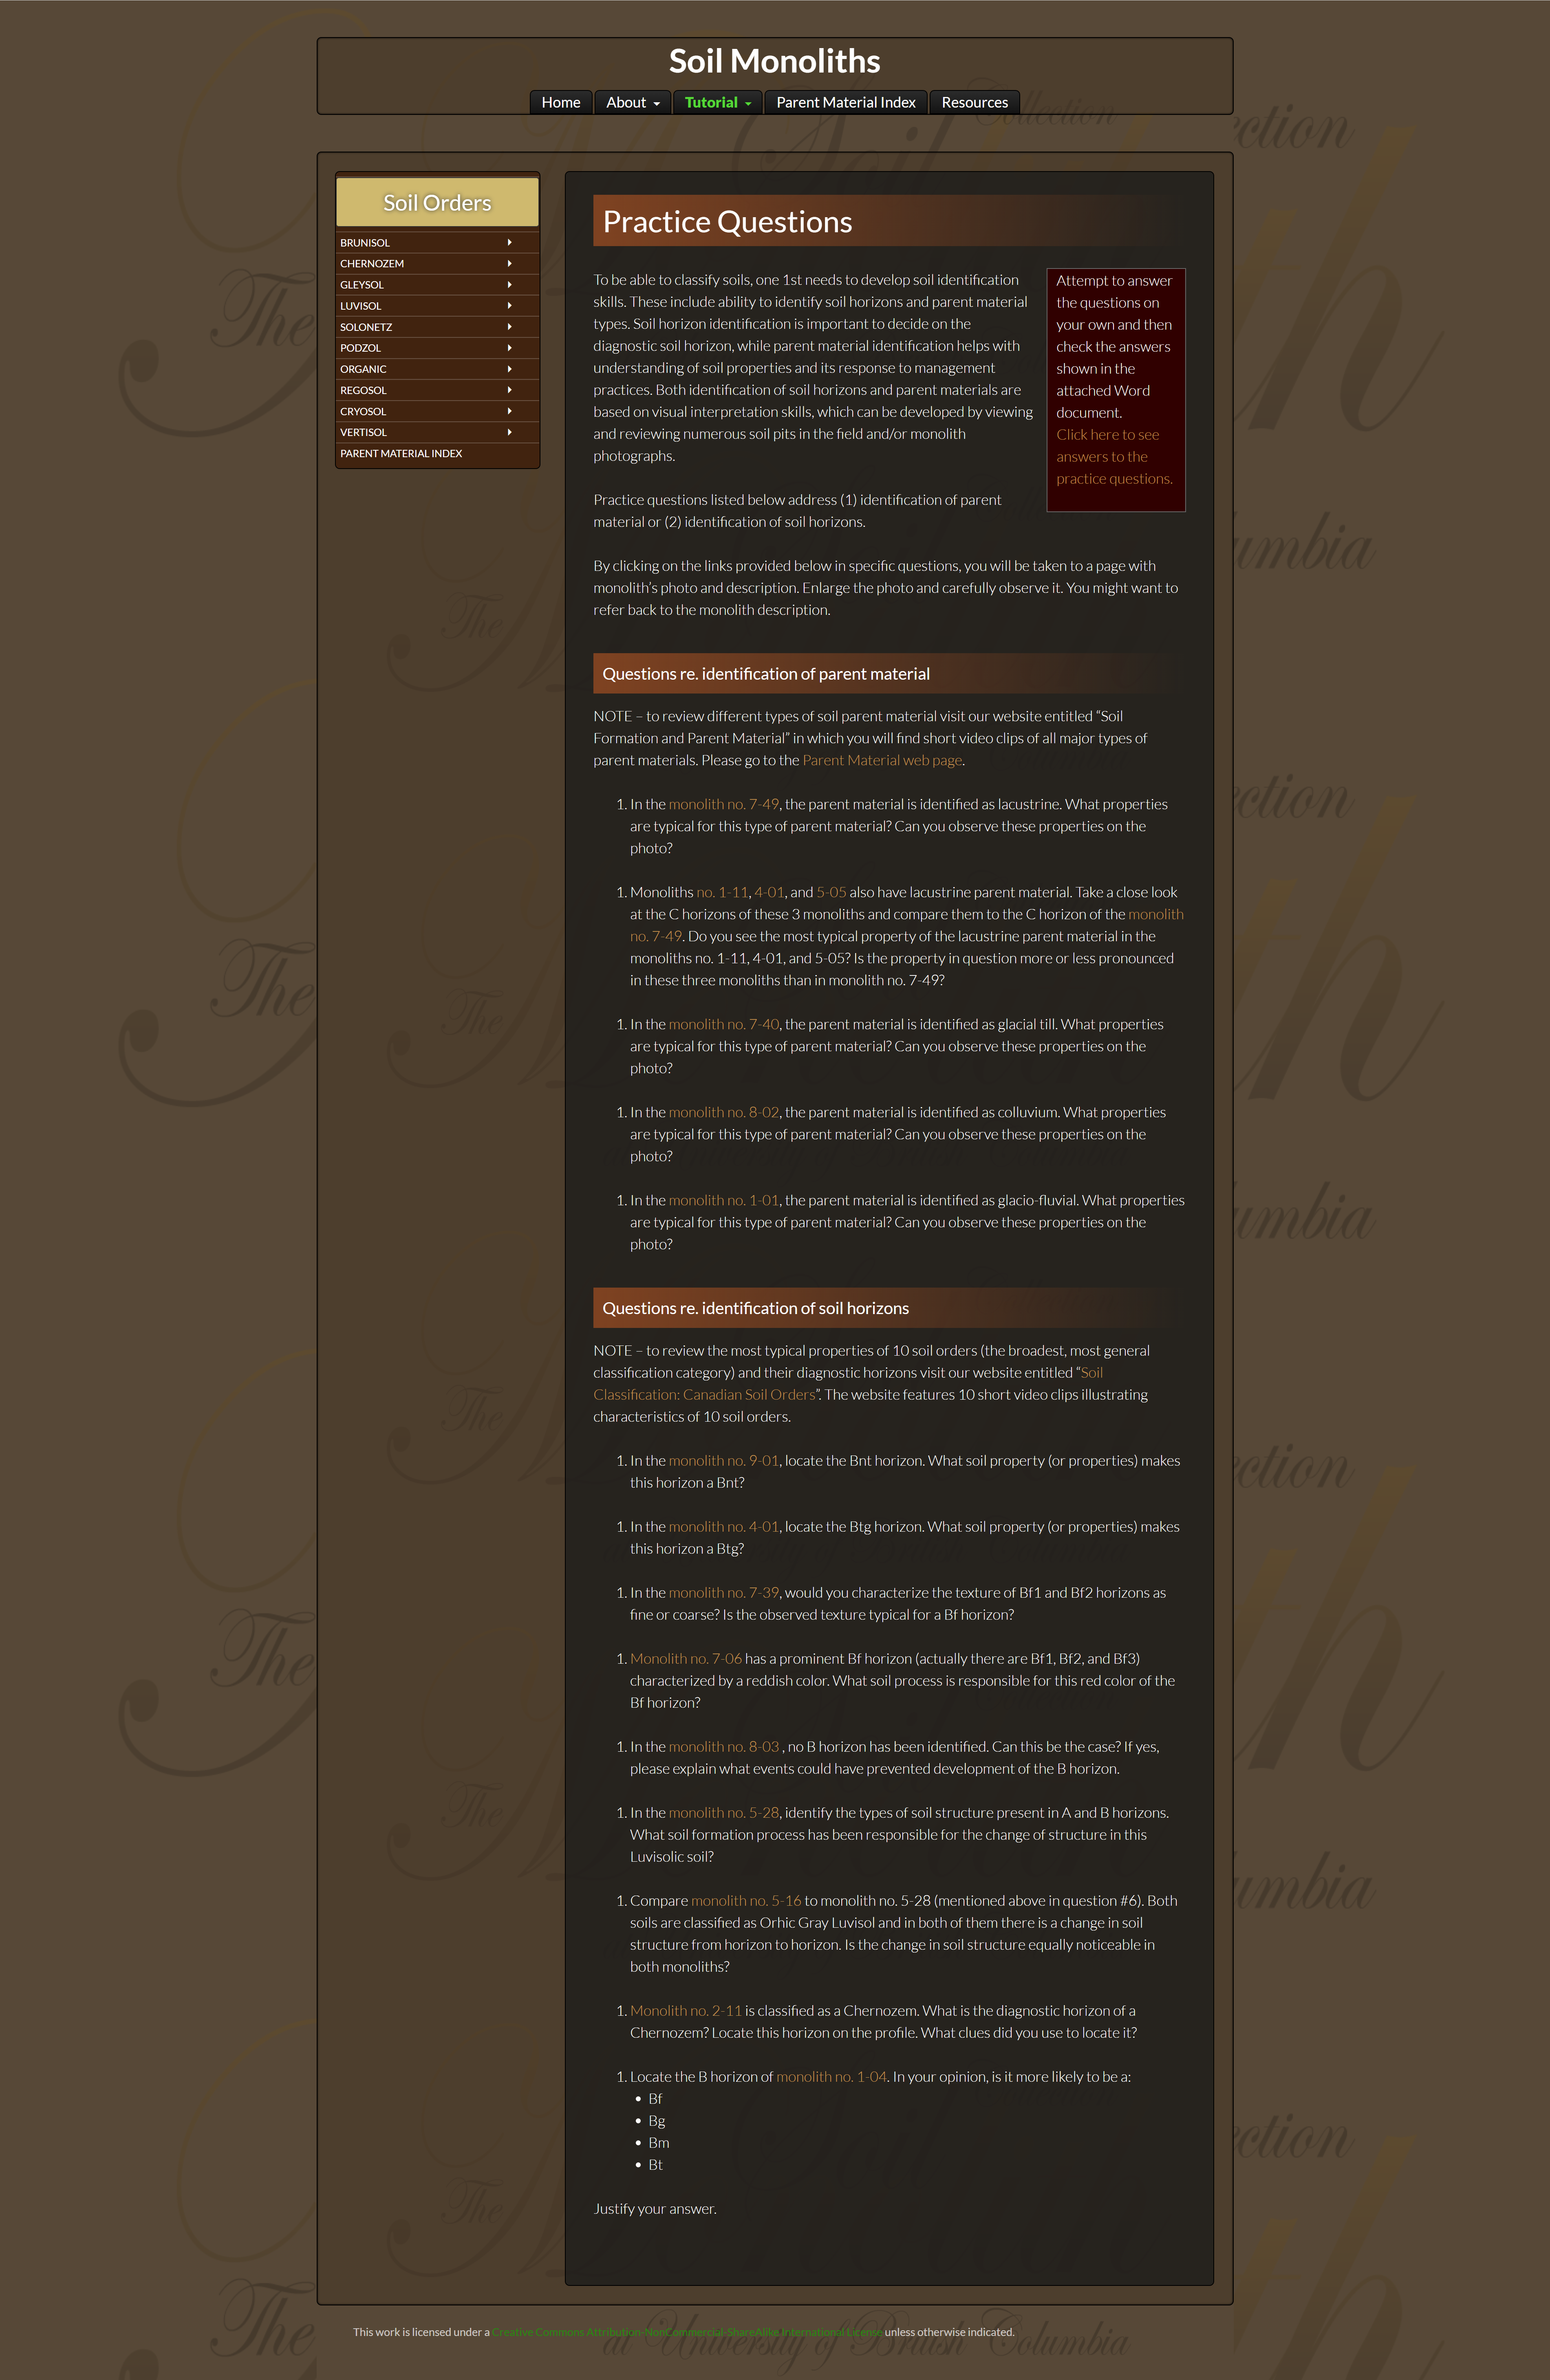 Soil Monoliths
Home
About
Tutorial
Parent Material Index
Resources
Soil Orders
BRUNISOL
CHERNOZEM
GLEYSOL
LUVISOL
SOLONETZ
PODZOL
ORGANIC
REGOSOL
CRYOSOL
VERTISOL
PARENT MATERIAL INDEX
Practice Questions
To be able to classify soils, one 1st needs to develop soil identification
skills. These include ability to identify soil horizons and parent material
types. Soil horizon identification is important to decide on the
diagnostic soil horizon, while parent material identification helps with
understanding of soil properties and its response to management
practices. Both identification of soil horizons and parent materials are
based on visual interpretation skills, which can be developed by viewing
and reviewing numerous soil pits in the field and/or monolith
photographs.
Attempt to answer
the questions on
your own and then
check the answers
shown in the
attached Word
document.
Click here to see
answers to the
practice questions.
Practice questions listed below address (1) identification of parent
material or (2) identification of soil horizons.
By clicking on the links provided below in specific questions, you will be taken to a page with
monolith's photo and description. Enlarge the photo and carefully observe it. You might want to
refer back to the monolith description.
Questions re. identification of parent material
NOTE – to review different types of soil parent material visit our website entitled “Soil
Formation and Parent Material” in which you will find short video clips of all major types of
parent materials. Please go to the Parent Material web page.
1. In the monolith no. 7-49, the parent material is identified as lacustrine. What properties
are typical for this type of parent material? Can you observe these properties on the
photo?
1. Monoliths no. 1-11, 4-01, and 5-05 also have lacustrine parent material. Take a close look
at the C horizons of these 3 monoliths and compare them to the C horizon of the monolith
no. 7-49. Do you see the most typical property of the lacustrine parent material in the
monoliths no. 1-11, 4-01, and 5-05? Is the property in question more or less pronounced
in these three monoliths than in monolith no. 7-49?
1. In the monolith no. 7-40, the parent material is identified as glacial till. What properties
are typical for this type of parent material? Can you observe these properties on the
photo?
1. In the monolith no. 8-02, the parent material is identified as colluvium. What properties
are typical for this type of parent material? Can you observe these properties on the
photo?
1. In the monolith no. 1-01, the parent material is identified as glacio-fluvial. What properties
are typical for this type of parent material? Can you observe these properties on the
photo?
Questions re. identification of soil horizons
NOTE – to review the most typical properties of 10 soil orders (the broadest, most general
classification category) and their diagnostic horizons visit our website entitled “Soil
Classification: Canadian Soil Orders”. The website features 10 short video clips illustrating
characteristics of 10 soil orders.
1. In the monolith no. 9-01, locate the Bnt horizon. What soil property (or properties) makes
this horizon a Bnt?
1. In the monolith no. 4-01, locate the Btg horizon. What soil property (or properties) makes
this horizon a Btg?
1. In the monolith no. 7-39, would you characterize the texture of Bf1 and Bf2 horizons as
fine or coarse? Is the observed texture typical for a Bf horizon?
1. Monolith no. 7-06 has a prominent Bf horizon (actually there are Bf1, Bf2, and Bf3)
characterized by a reddish color. What soil process is responsible for this red color of the
Bf horizon?
1. In the monolith no. 8-03 , no B horizon has been identified. Can this be the case? If yes,
please explain what events could have prevented development of the B horizon.
1. In the monolith no. 5-28, identify the types of soil structure present in A and B horizons.
What soil formation process has been responsible for the change of structure in this
Luvisolic soil?
1. Compare monolith no. 5-16 to monolith no. 5-28 (mentioned above in question #6). Both
soils are classified as Orhic Gray Luvisol and in both of them there is a change in soil
structure from horizon to horizon. Is the change in soil structure equally noticeable in
both monoliths?
1. Monolith no. 2-11 is classified as a Chernozem. What is the diagnostic horizon of a
Chernozem? Locate this horizon on the profile. What clues did you use to locate it?
1. Locate the B horizon of monolith no. 1-04. In your opinion, is it more likely to be a:
• Bf
• Bg
• Bm
• Bt
Justify your answer.
This work is licensed under a Creative Commons Attribution-NonCommercial-ShareAlike International License unless otherwise indicated.